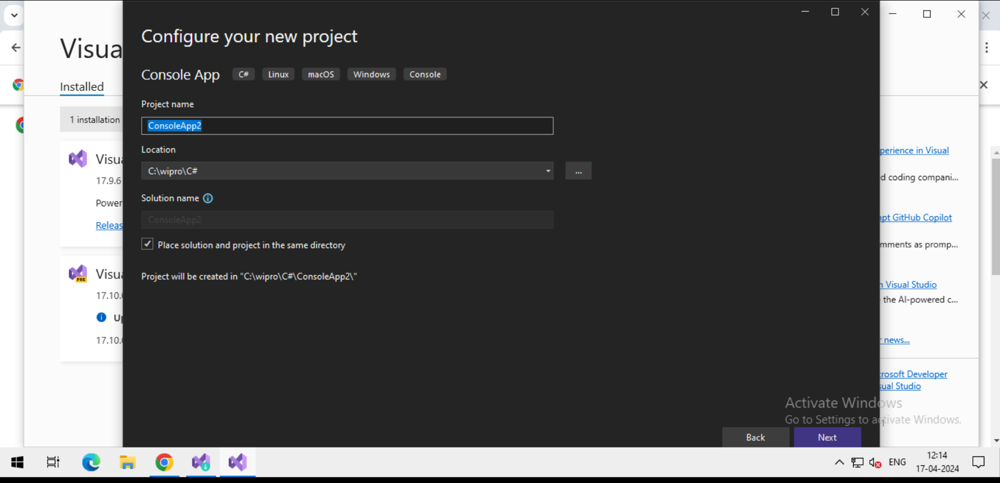 Configure your new project
Console App C# Linux macOS Windows Console
Project name
ConsoleApp2
Location
C:\wipro\C#
...
Solution name
ConsoleApp2
Place solution and project in the same directory
Project will be created in "C:\wipro\C#\ConsoleApp2\"
Back Next
Visua
Installed
1 installation
Visua
17.9.6
Power
Releas
PRE
Visua
17.10.
Up
17.10.
perience in Visual
d coding compani...
mpt GitHub Copilot
mments as promp...
n Visual Studio
the AI-powered c...
r news...
crosoft Developer
sual Studio
Activate Windows
Go to Settings to activate Windows.
ENG
12:14
17-04-2024